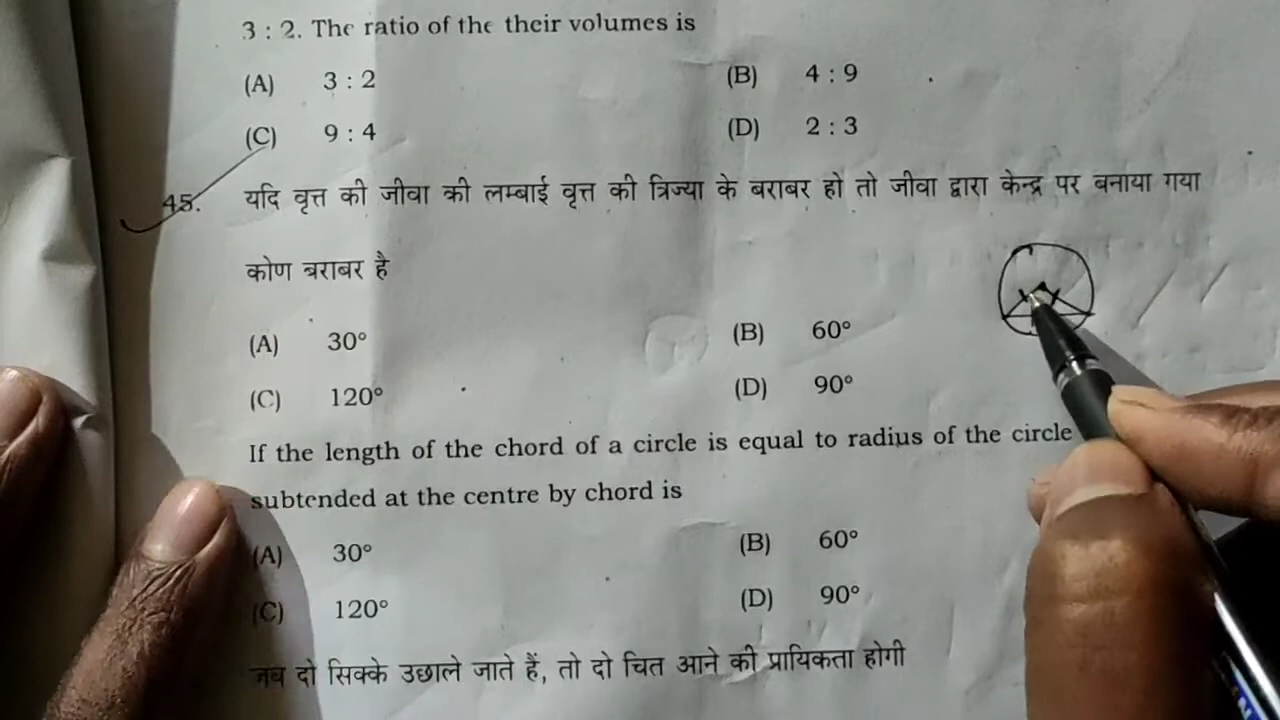 3 : 2. The ratio of the their volumes is
(A) 3 : 2 (B) 4 : 9
(C) 9 : 4 (D) 2 : 3
45. यदि वृत्त की जीवा की लम्बाई वृत्त की त्रिज्या के बराबर हो तो जीवा द्वारा केन्द्र पर बनाया गया
कोण बराबर है
(A) 30° (B) 60°
(C) 120° (D) 90°
If the length of the chord of a circle is equal to radius of the circle
subtended at the centre by chord is
(A) 30° (B) 60°
(C) 120° (D) 90°
जब दो सिक्के उछाले जाते हैं, तो दो चित आने की प्रायिकता होगी